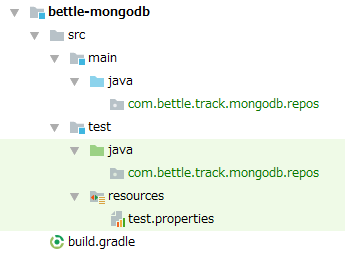 bettle-mongodb
src
main
java
com.bettle.track.mongodb.repos
test
java
com.bettle.track.mongodb.repos
resources
test.properties
build.gradle